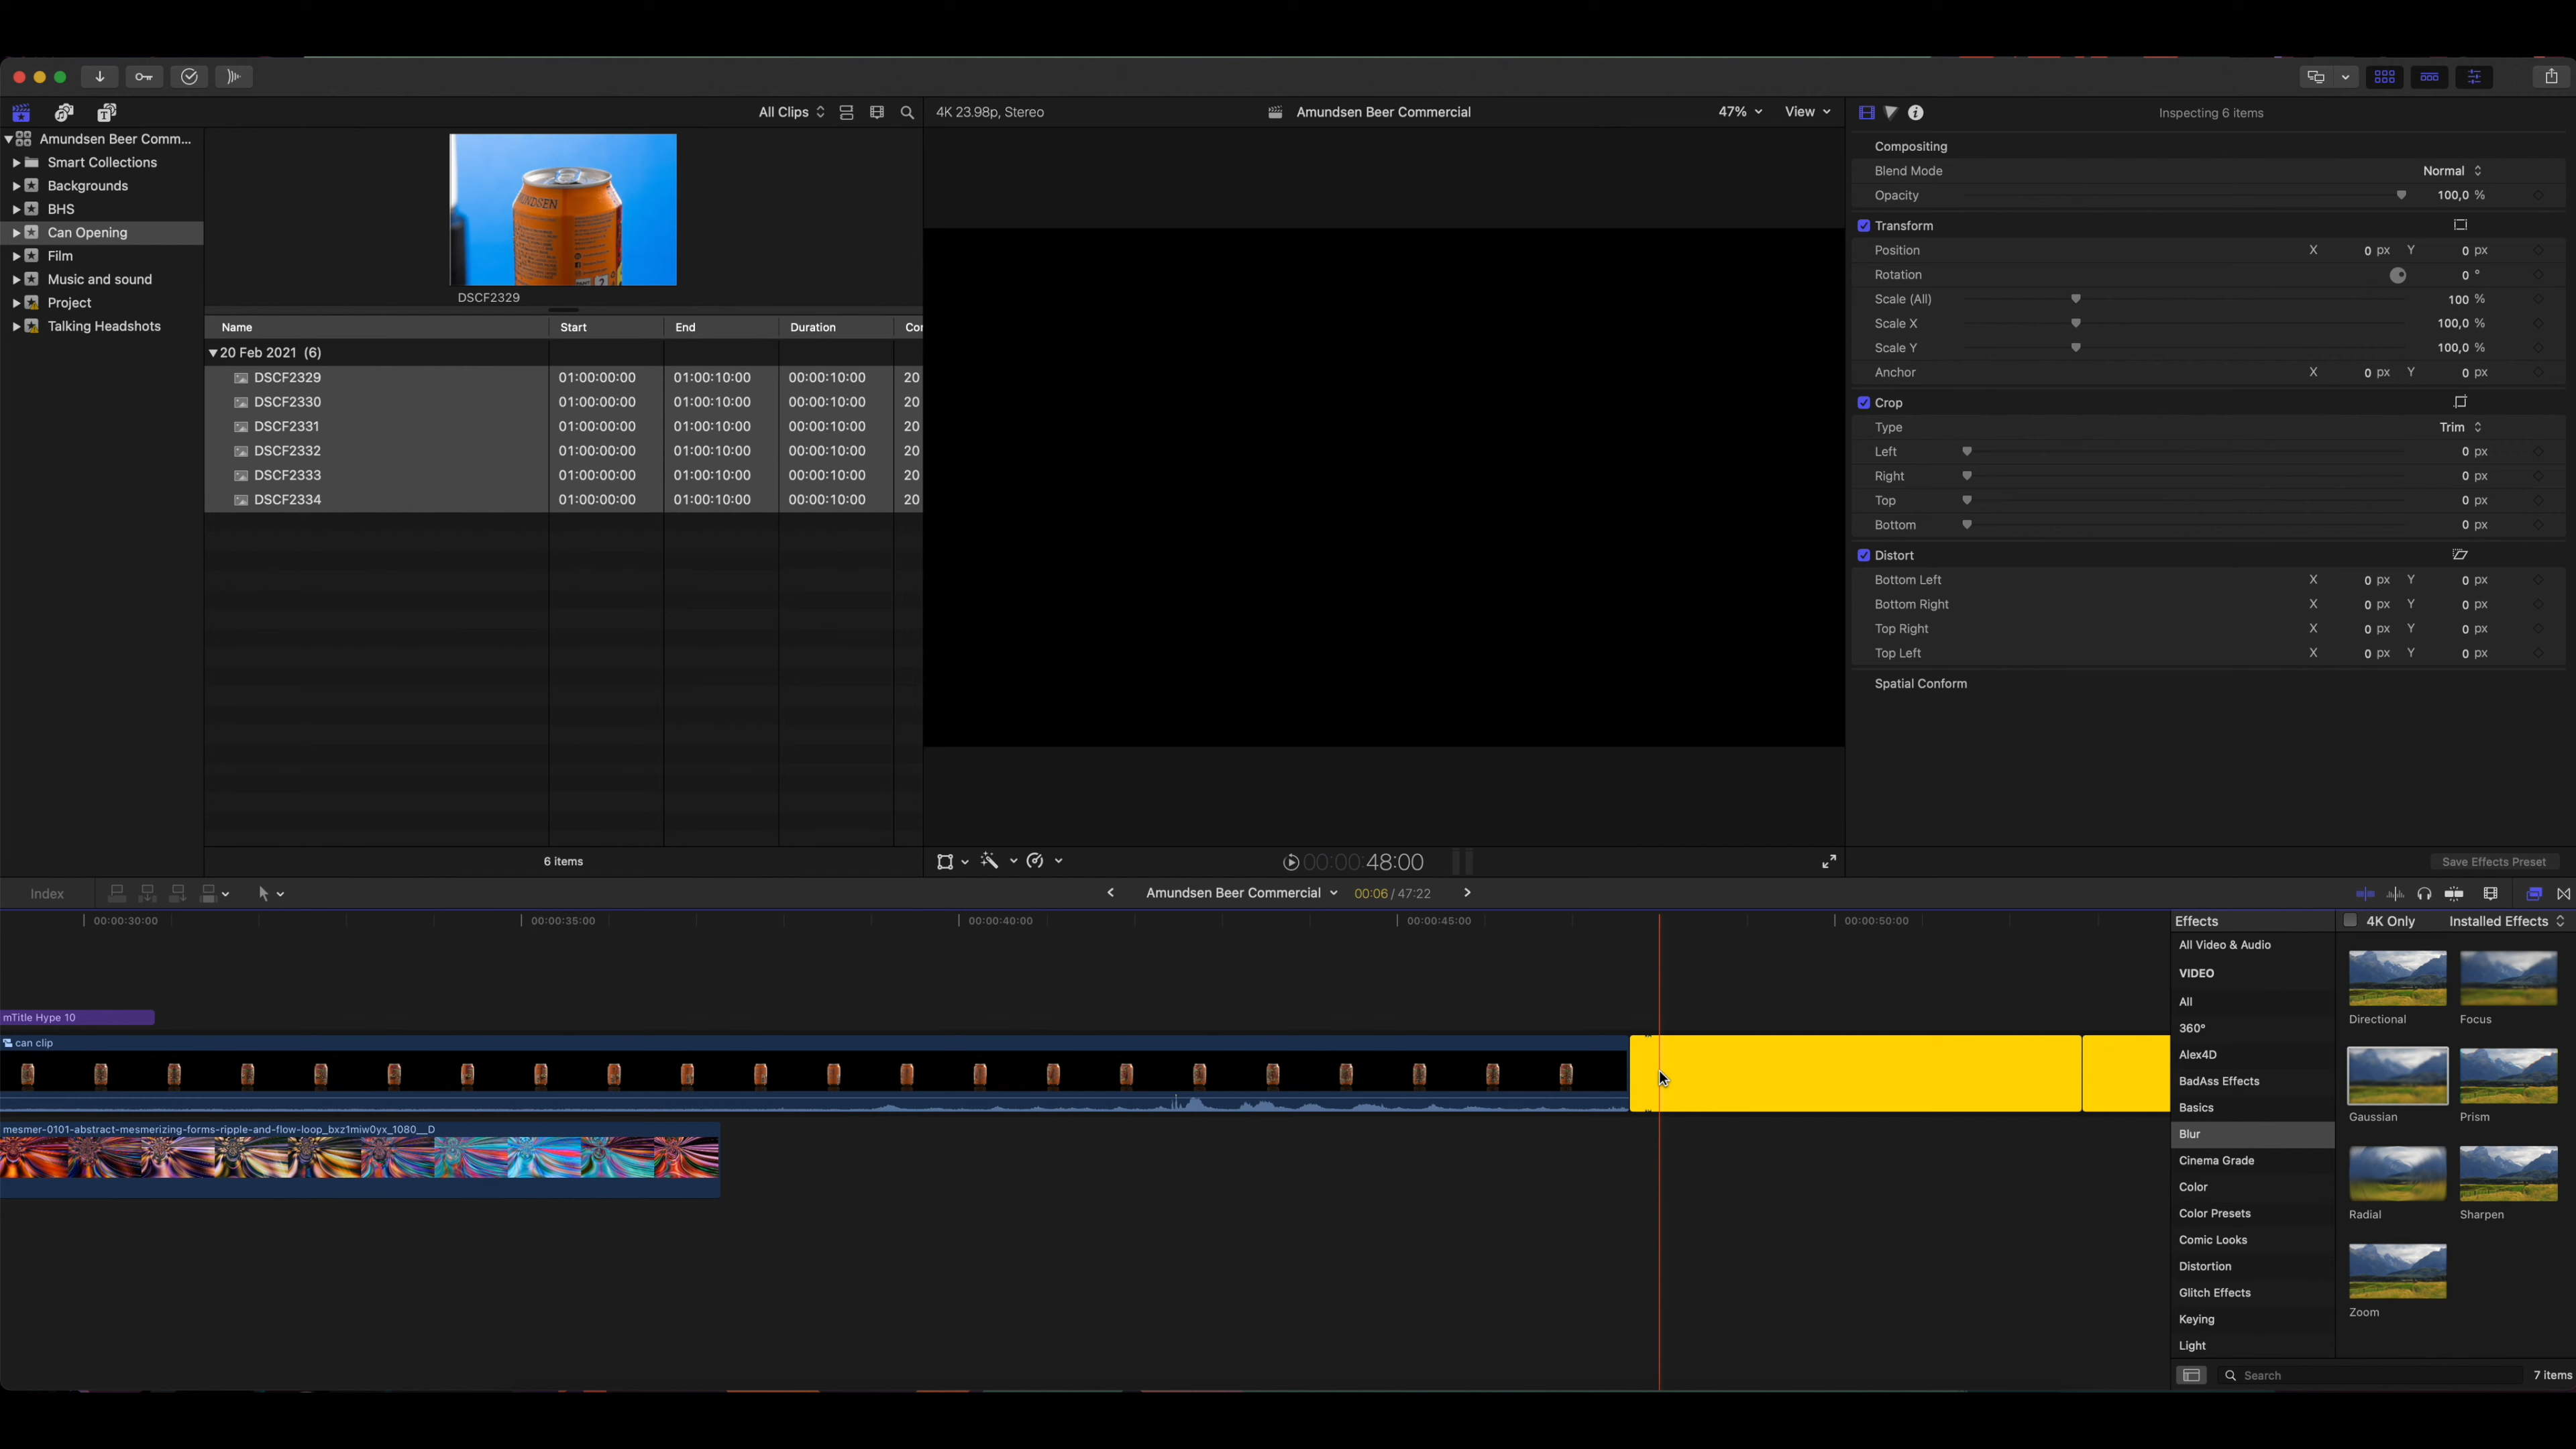 All Clips
4K 23.98p, Stereo
Amundsen Beer Commercial
47%
View
Inspecting 6 items
Amundsen Beer Comm...
Smart Collections
Backgrounds
BHS
Can Opening
Film
Music and sound
Project
Talking Headshots
DSCF2329
Name Start End Duration Con
20 Feb 2021 (6)
DSCF2329 01:00:00:00 01:00:10:00 00:00:10:00 20
DSCF2330 01:00:00:00 01:00:10:00 00:00:10:00 20
DSCF2331 01:00:00:00 01:00:10:00 00:00:10:00 20
DSCF2332 01:00:00:00 01:00:10:00 00:00:10:00 20
DSCF2333 01:00:00:00 01:00:10:00 00:00:10:00 20
DSCF2334 01:00:00:00 01:00:10:00 00:00:10:00 20
6 items
00:00:48:00
Compositing
Blend Mode Normal
Opacity 100,0 %
Transform
Position X 0 px Y 0 px
Rotation 0 °
Scale (All) 100 %
Scale X 100,0 %
Scale Y 100,0 %
Anchor X 0 px Y 0 px
Crop
Type Trim
Left 0 px
Right 0 px
Top 0 px
Bottom 0 px
Distort
Bottom Left X 0 px Y 0 px
Bottom Right X 0 px Y 0 px
Top Right X 0 px Y 0 px
Top Left X 0 px Y 0 px
Spatial Conform
Save Effects Preset
Index
Amundsen Beer Commercial 00:06 / 47:22
00:00:30:00 00:00:35:00 00:00:40:00 00:00:45:00 00:00:50:00
mTitle Hype 10
can clip
mesmer-0101-abstract-mesmerizing-forms-ripple-and-flow-loop_bxz1miw0yx_1080__D
Effects
4K Only
Installed Effects
All Video & Audio
VIDEO
All
360°
Alex4D
BadAss Effects
Basics
Blur
Cinema Grade
Color
Color Presets
Comic Looks
Distortion
Glitch Effects
Keying
Light
Directional
Focus
Gaussian
Prism
Radial
Sharpen
Zoom
Search
7 items